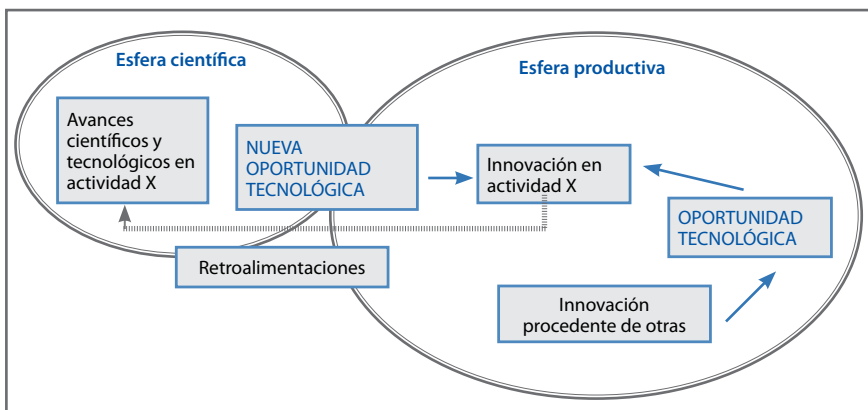 Esfera científica
Esfera productiva
Avances
científicos y
tecnológicos en
actividad X
NUEVA
OPORTUNIDAD
TECNOLÓGICA
Innovación en
actividad X
OPORTUNIDAD
TECNOLÓGICA
Retroalimentaciones
Innovación
procedente de otras